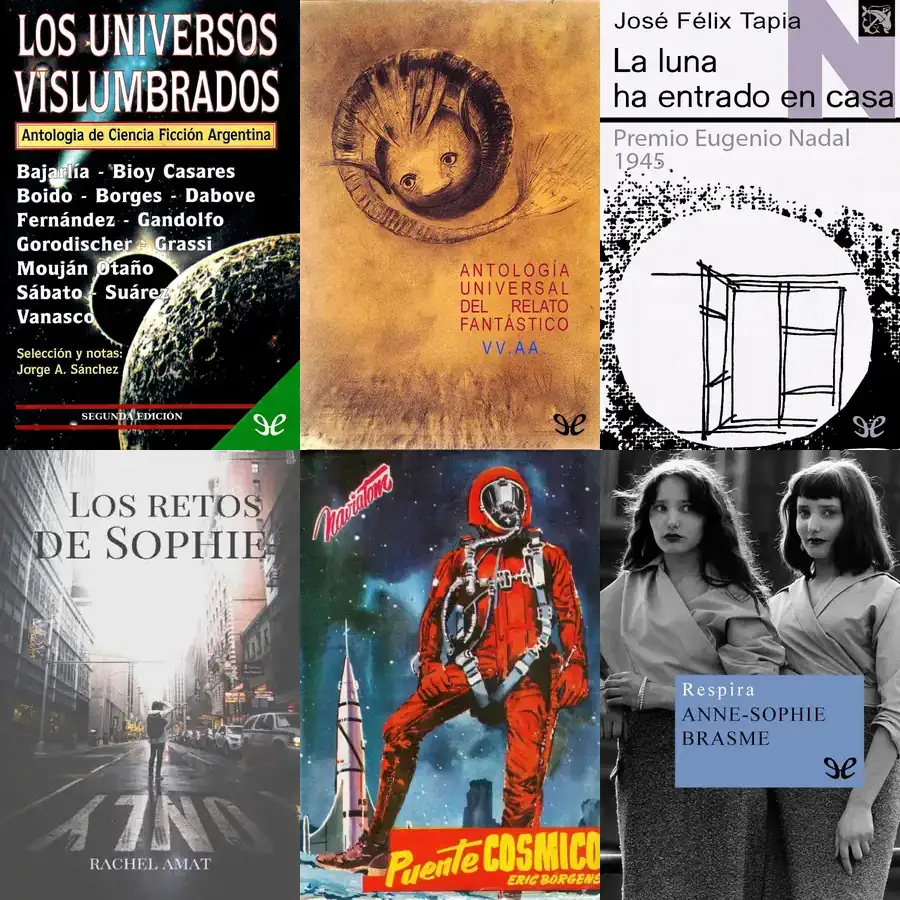 LOS UNIVERSOS
VISLUMBRADOS
Antología de Ciencia Ficción Argentina
Bajarlía - Bioy Casares
Boido - Borges - Dabove
Fernández - Gandolfo
Gorodischer - Grassi
Mouján Otaño
Sábato - Suárez
Vanasco
Selección y notas:
Jorge A. Sánchez
SEGUNDA EDICIÓN
ANTOLOGÍA
UNIVERSAL
DEL RELATO
FANTÁSTICO
VV.AA.
José Félix Tapia
N
La luna
ha entrado en casa
Premio Eugenio Nadal
1945
LOS RETOS
DE SOPHIE
ONLY
RACHEL AMAT
Naviatom
Puente COSMICO
ERIC BORGENS
Respira
ANNE-SOPHIE
BRASME